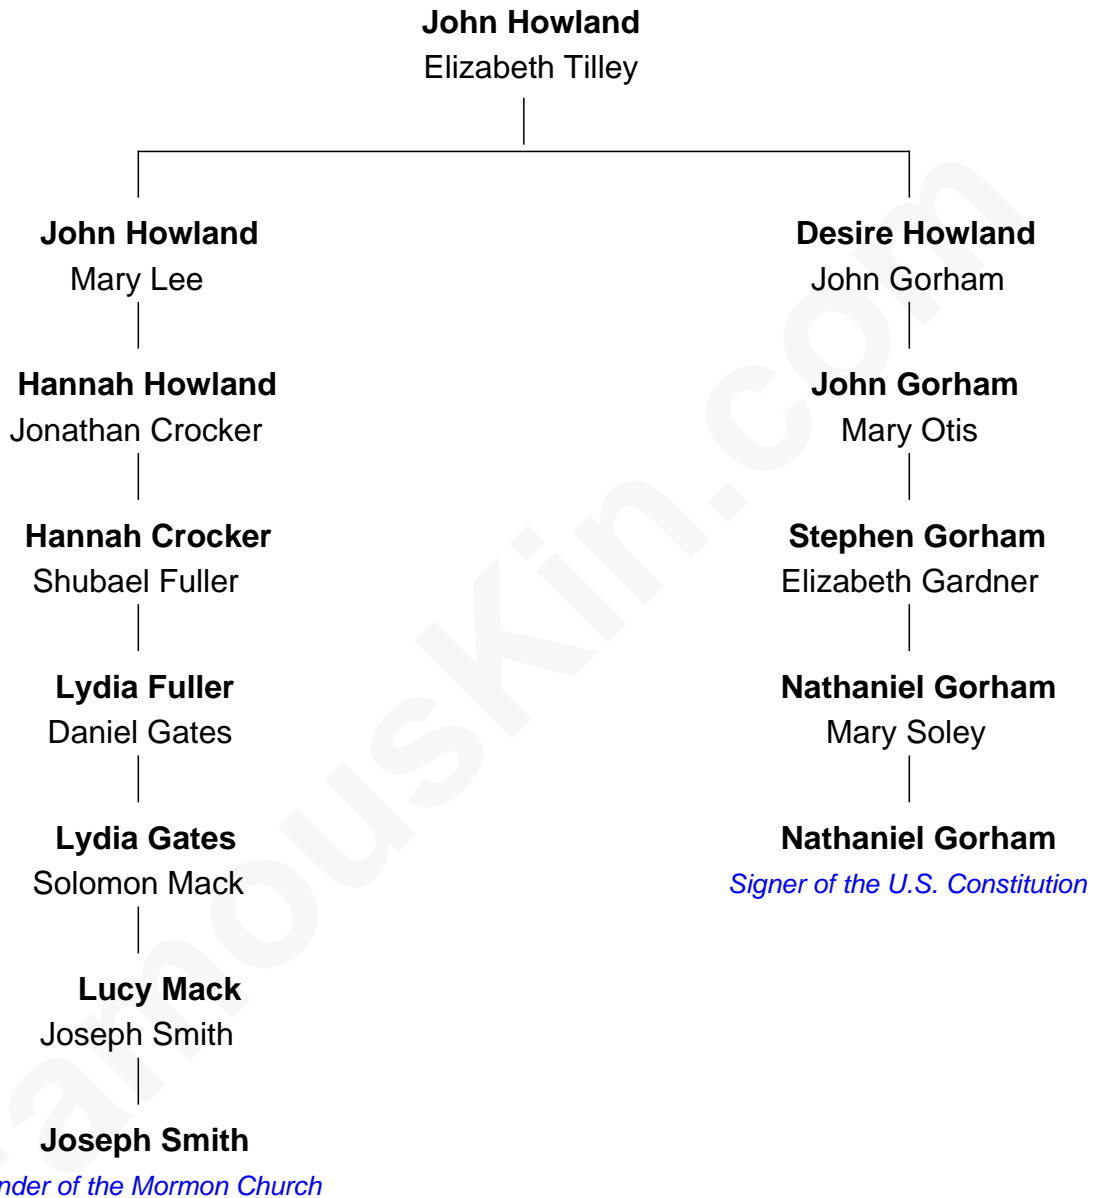 John Howland
Elizabeth Tilley
John Howland
Mary Lee
Hannah Howland
Jonathan Crocker
Hannah Crocker
Shubael Fuller
Lydia Fuller
Daniel Gates
Lydia Gates
Solomon Mack
Lucy Mack
Joseph Smith
Joseph Smith
nder of the Mormon Church
Desire Howland
John Gorham
John Gorham
Mary Otis
Stephen Gorham
Elizabeth Gardner
Nathaniel Gorham
Mary Soley
Nathaniel Gorham
Signer of the U.S. Constitution
amouskin.com